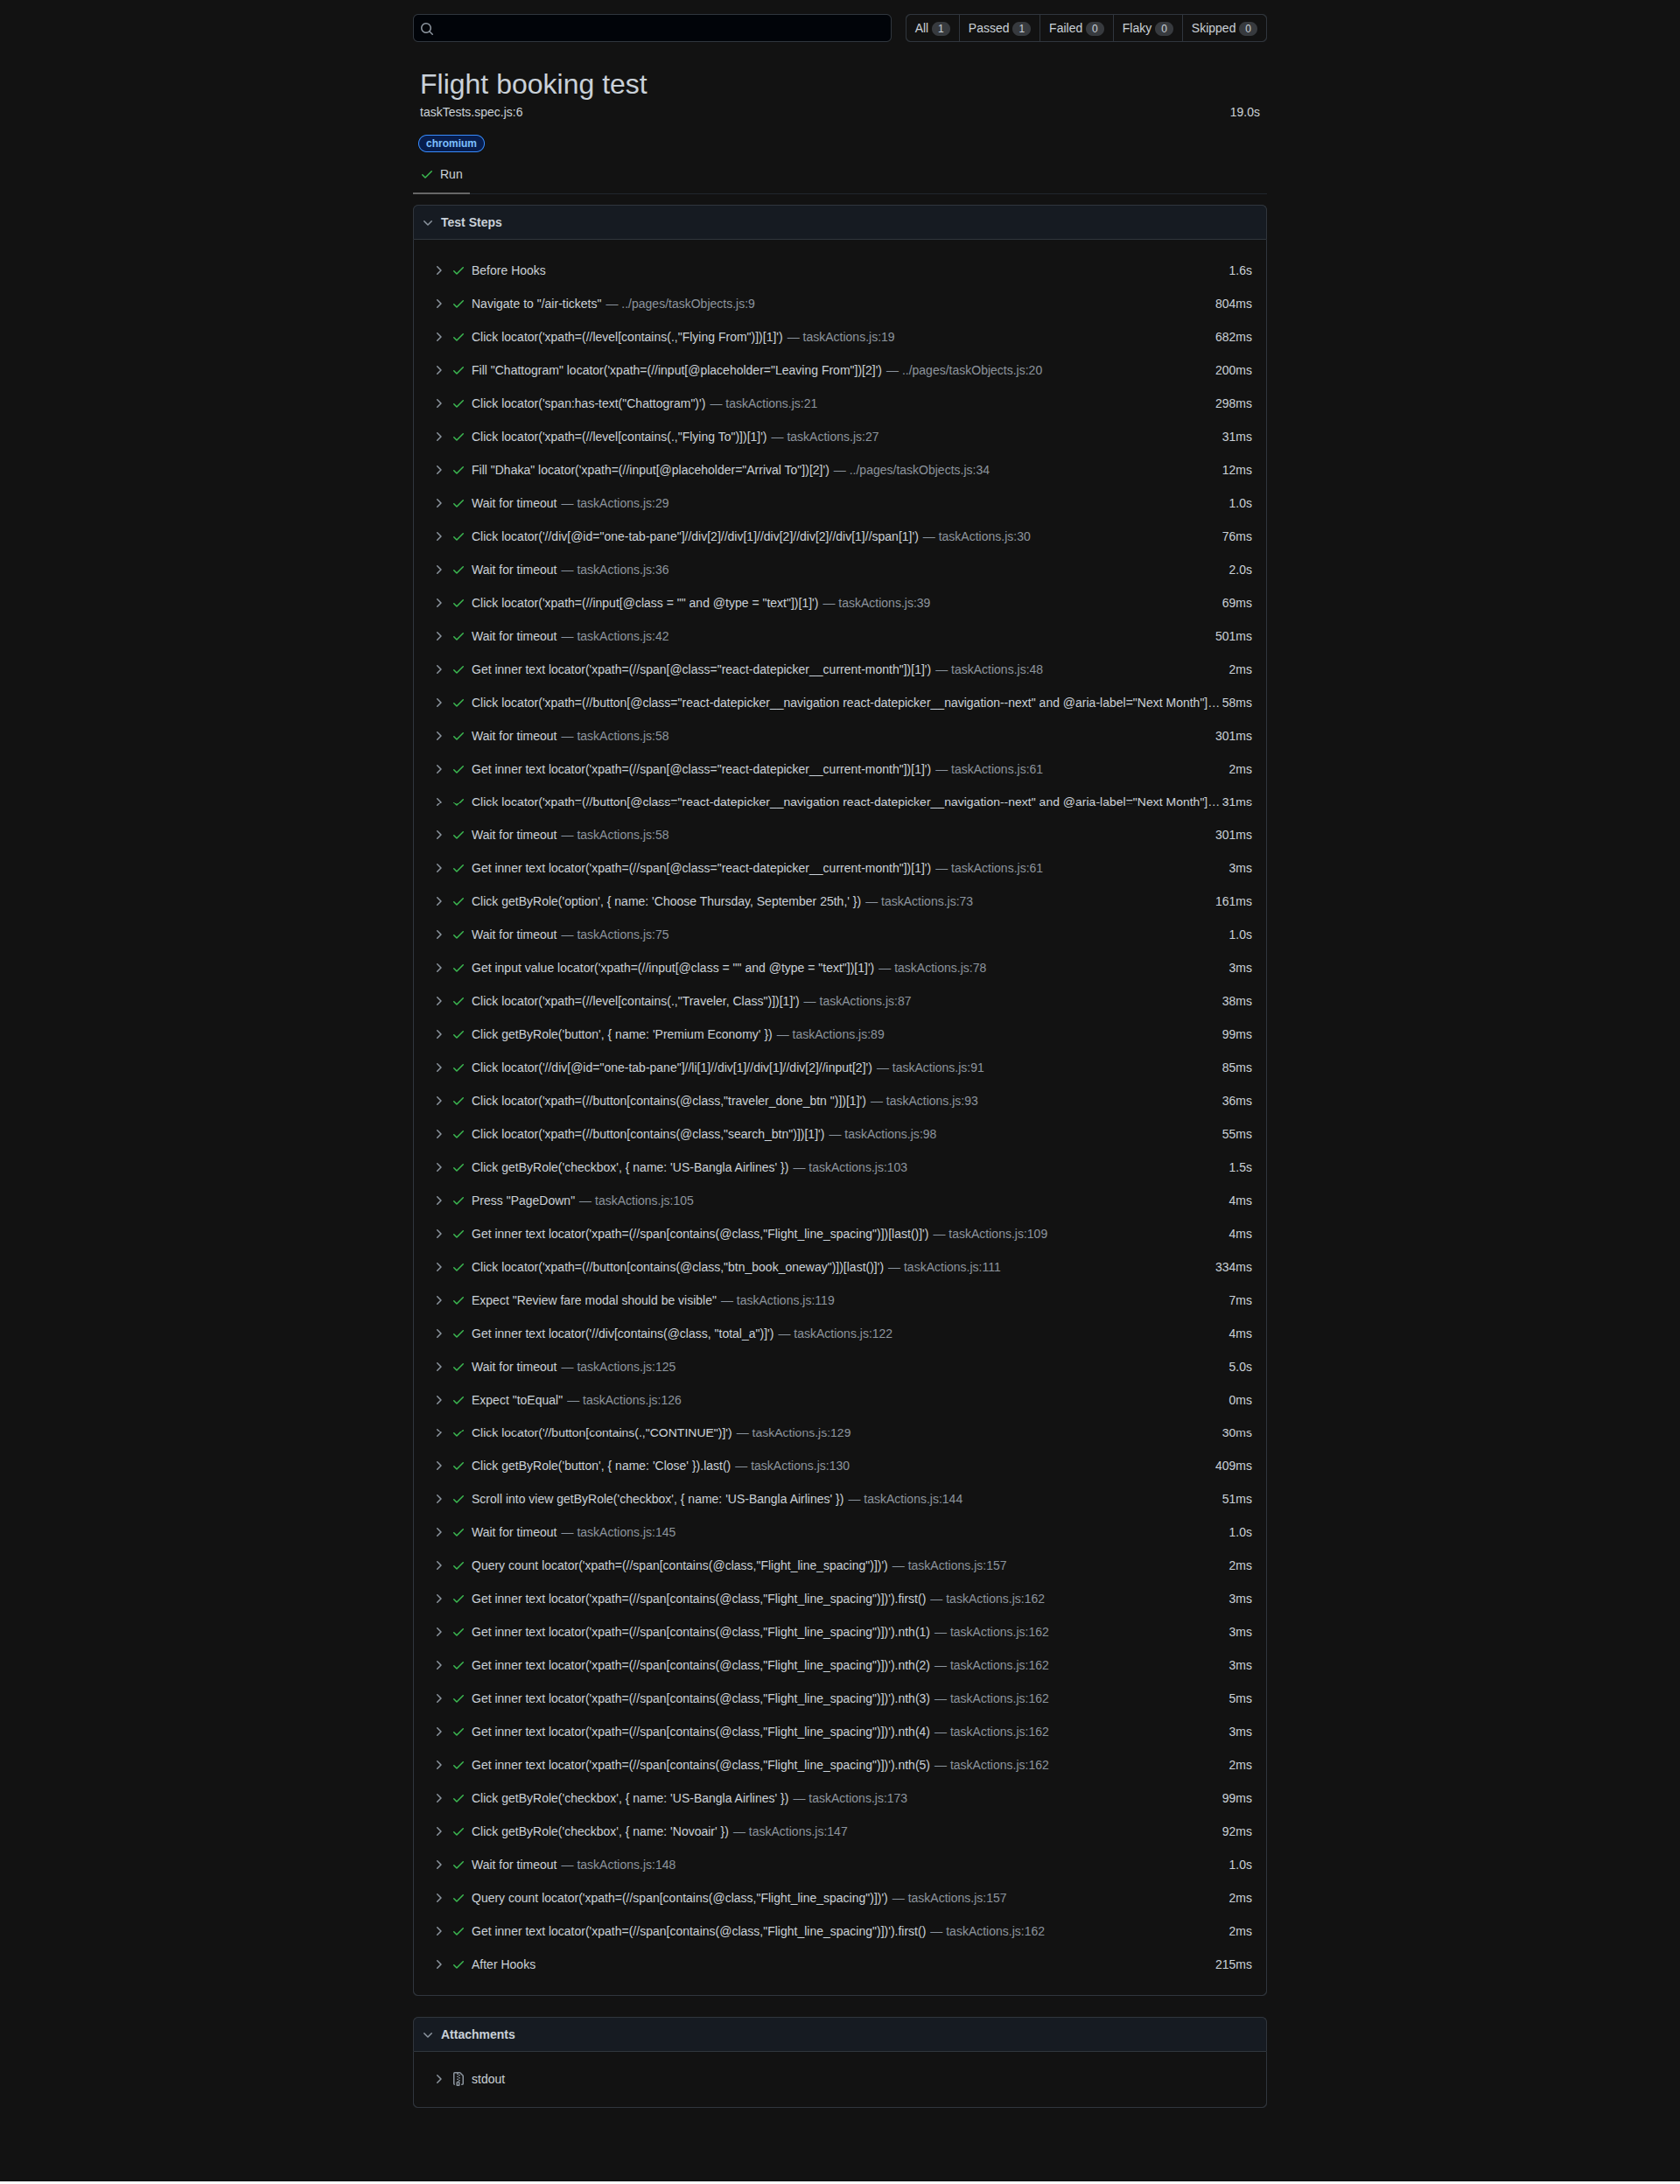 All 1 Passed 1 Failed 0 Flaky 0 Skipped 0
Flight booking test
taskTests.spec.js:6 19.0s
chromium
Run
Test Steps
Before Hooks 1.6s
Navigate to "/air-tickets" — ../pages/taskObjects.js:9 804ms
Click locator('xpath=(//level[contains(.,"Flying From")])[1]') — taskActions.js:19 682ms
Fill "Chattogram" locator('xpath=(//input[@placeholder="Leaving From"])[2]') — ../pages/taskObjects.js:20 200ms
Click locator('span:has-text("Chattogram")') — taskActions.js:21 298ms
Click locator('xpath=(//level[contains(.,"Flying To")])[1]') — taskActions.js:27 31ms
Fill "Dhaka" locator('xpath=(//input[@placeholder="Arrival To"])[2]') — ../pages/taskObjects.js:34 12ms
Wait for timeout — taskActions.js:29 1.0s
Click locator('//div[@id="one-tab-pane"]//div[2]//div[1]//div[2]//div[2]//div[1]//span[1]') — taskActions.js:30 76ms
Wait for timeout — taskActions.js:36 2.0s
Click locator('xpath=(//input[@class = "" and @type = "text"])[1]') — taskActions.js:39 69ms
Wait for timeout — taskActions.js:42 501ms
Get inner text locator('xpath=(//span[@class="react-datepicker__current-month"])[1]') — taskActions.js:48 2ms
Click locator('xpath=(//button[@class="react-datepicker__navigation react-datepicker__navigation--next" and @aria-label="Next Month"]… 58ms
Wait for timeout — taskActions.js:58 301ms
Get inner text locator('xpath=(//span[@class="react-datepicker__current-month"])[1]') — taskActions.js:61 2ms
Click locator('xpath=(//button[@class="react-datepicker__navigation react-datepicker__navigation--next" and @aria-label="Next Month"]… 31ms
Wait for timeout — taskActions.js:58 301ms
Get inner text locator('xpath=(//span[@class="react-datepicker__current-month"])[1]') — taskActions.js:61 3ms
Click getByRole('option', { name: 'Choose Thursday, September 25th,' }) — taskActions.js:73 161ms
Wait for timeout — taskActions.js:75 1.0s
Get input value locator('xpath=(//input[@class = "" and @type = "text"])[1]') — taskActions.js:78 3ms
Click locator('xpath=(//level[contains(.,"Traveler, Class")])[1]') — taskActions.js:87 38ms
Click getByRole('button', { name: 'Premium Economy' }) — taskActions.js:89 99ms
Click locator('//div[@id="one-tab-pane"]//li[1]//div[1]//div[1]//div[2]//input[2]') — taskActions.js:91 85ms
Click locator('xpath=(//button[contains(@class,"traveler_done_btn ")])[1]') — taskActions.js:93 36ms
Click locator('xpath=(//button[contains(@class,"search_btn")])[1]') — taskActions.js:98 55ms
Click getByRole('checkbox', { name: 'US-Bangla Airlines' }) — taskActions.js:103 1.5s
Press "PageDown" — taskActions.js:105 4ms
Get inner text locator('xpath=(//span[contains(@class,"Flight_line_spacing")])[last()]') — taskActions.js:109 4ms
Click locator('xpath=(//button[contains(@class,"btn_book_oneway")])[last()]') — taskActions.js:111 334ms
Expect "Review fare modal should be visible" — taskActions.js:119 7ms
Get inner text locator('//div[contains(@class, "total_a")]') — taskActions.js:122 4ms
Wait for timeout — taskActions.js:125 5.0s
Expect "toEqual" — taskActions.js:126 0ms
Click locator('//button[contains(.,"CONTINUE")]') — taskActions.js:129 30ms
Click getByRole('button', { name: 'Close' }).last() — taskActions.js:130 409ms
Scroll into view getByRole('checkbox', { name: 'US-Bangla Airlines' }) — taskActions.js:144 51ms
Wait for timeout — taskActions.js:145 1.0s
Query count locator('xpath=(//span[contains(@class,"Flight_line_spacing")])') — taskActions.js:157 2ms
Get inner text locator('xpath=(//span[contains(@class,"Flight_line_spacing")])').first() — taskActions.js:162 3ms
Get inner text locator('xpath=(//span[contains(@class,"Flight_line_spacing")])').nth(1) — taskActions.js:162 3ms
Get inner text locator('xpath=(//span[contains(@class,"Flight_line_spacing")])').nth(2) — taskActions.js:162 3ms
Get inner text locator('xpath=(//span[contains(@class,"Flight_line_spacing")])').nth(3) — taskActions.js:162 5ms
Get inner text locator('xpath=(//span[contains(@class,"Flight_line_spacing")])').nth(4) — taskActions.js:162 3ms
Get inner text locator('xpath=(//span[contains(@class,"Flight_line_spacing")])').nth(5) — taskActions.js:162 2ms
Click getByRole('checkbox', { name: 'US-Bangla Airlines' }) — taskActions.js:173 99ms
Click getByRole('checkbox', { name: 'Novoair' }) — taskActions.js:147 92ms
Wait for timeout — taskActions.js:148 1.0s
Query count locator('xpath=(//span[contains(@class,"Flight_line_spacing")])') — taskActions.js:157 2ms
Get inner text locator('xpath=(//span[contains(@class,"Flight_line_spacing")])').first() — taskActions.js:162 2ms
After Hooks 215ms
Attachments
stdout